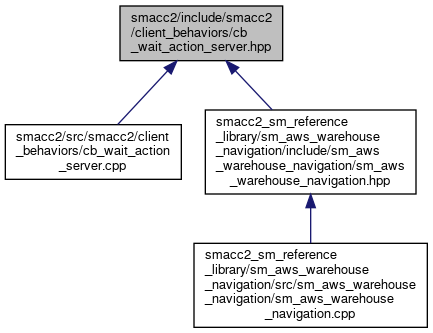 smacc2/include/smacc2
/client_behaviors/cb
_wait_action_server.hpp
smacc2/src/smacc2/client
_behaviors/cb_wait_action
_server.cpp
smacc2_sm_reference
_library/sm_aws_warehouse
_navigation/include/sm_aws
_warehouse_navigation/sm_aws
_warehouse_navigation.hpp
smacc2_sm_reference
_library/sm_aws_warehouse
_navigation/src/sm_aws_warehouse
_navigation/sm_aws_warehouse
_navigation.cpp